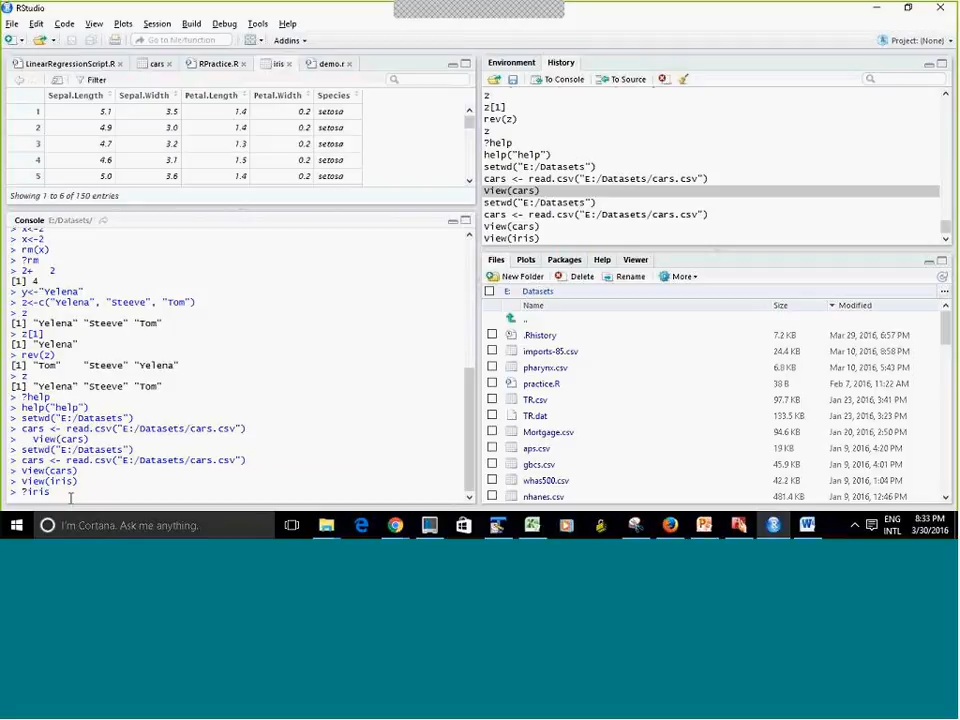 RStudio
File Edit Code View Plots Session Build Debug Tools Help
Go to file/function Addins Project: (None)
LinearRegressionScript.R cars RPractice.R iris demo.r
Filter
Sepal.Length Sepal.Width Petal.Length Petal.Width Species
1 5.1 3.5 1.4 0.2 setosa
2 4.9 3.0 1.4 0.2 setosa
3 4.7 3.2 1.3 0.2 setosa
4 4.6 3.1 1.5 0.2 setosa
5 5.0 3.6 1.4 0.2 setosa
Showing 1 to 6 of 150 entries
Console E:/Datasets/
> x<-2
> x<-2
> rm(x)
> ?rm
> 2+ 2
[1] 4
> y<-"Yelena"
> z<-c("Yelena", "Steeve", "Tom")
> z
[1] "Yelena" "Steeve" "Tom"
> z[1]
[1] "Yelena"
> rev(z)
[1] "Tom" "Steeve" "Yelena"
> z
[1] "Yelena" "Steeve" "Tom"
> ?help
> help("help")
> setwd("E:/Datasets")
> cars <- read.csv("E:/Datasets/cars.csv")
> View(cars)
> setwd("E:/Datasets")
> cars <- read.csv("E:/Datasets/cars.csv")
> View(cars)
> View(iris)
> ?iris
Environment History
To Console To Source
z
z[1]
rev(z)
z
?help
help("help")
setwd("E:/Datasets")
cars <- read.csv("E:/Datasets/cars.csv")
View(cars)
setwd("E:/Datasets")
cars <- read.csv("E:/Datasets/cars.csv")
View(cars)
View(iris)
Files Plots Packages Help Viewer
New Folder Delete Rename More
E: Datasets
Name Size Modified
..
.Rhistory 7.2 KB Mar 29, 2016, 6:57 PM
imports-85.csv 24.4 KB Mar 10, 2016, 8:58 PM
pharynx.csv 6.8 KB Mar 10, 2016, 5:43 PM
practice.R 38 B Feb 7, 2016, 11:22 AM
TR.csv 97.7 KB Jan 23, 2016, 3:41 PM
TR.dat 133.5 KB Jan 23, 2016, 3:23 PM
Mortgage.csv 94.6 KB Jan 20, 2016, 2:50 PM
aps.csv 19 KB Jan 9, 2016, 4:20 PM
gbcs.csv 45.9 KB Jan 9, 2016, 1:44 PM
whas500.csv 42.2 KB Jan 9, 2016, 1:04 PM
nhanes.csv 481.4 KB Jan 9, 2016, 12:46 PM
I'm Cortana. Ask me anything.
ENG
INTL
8:33 PM
3/30/2016